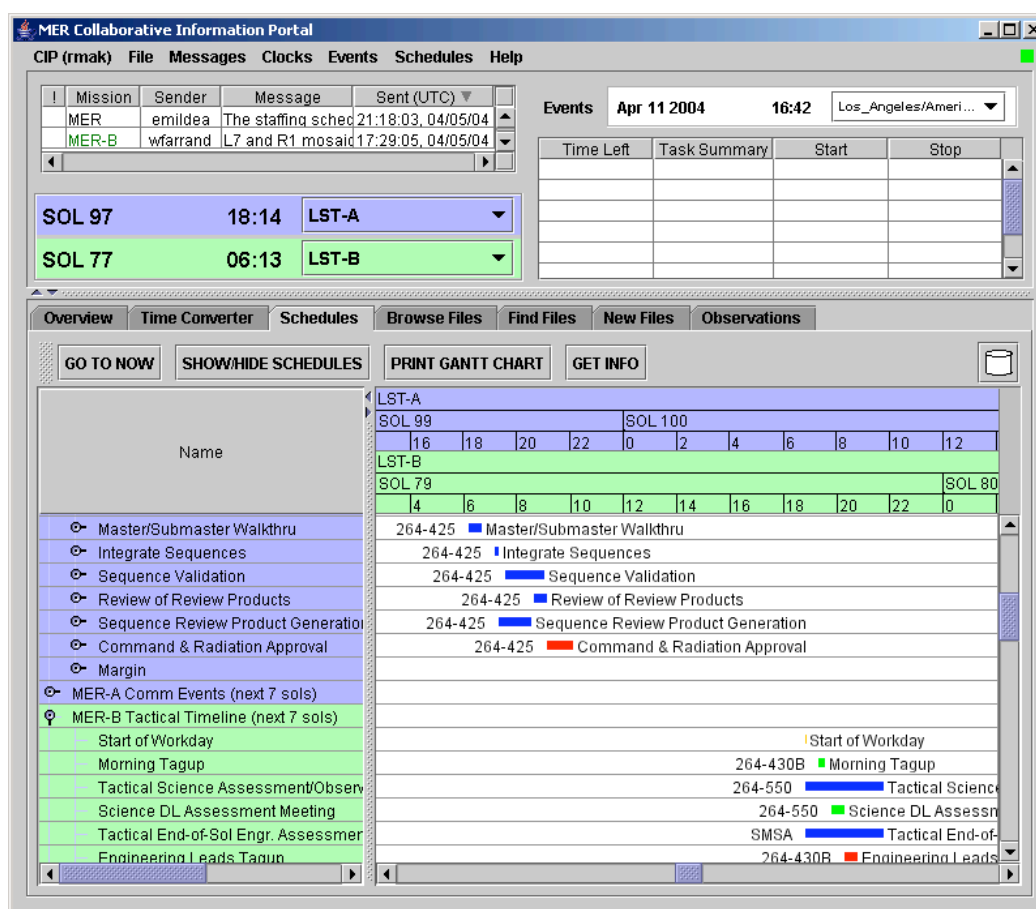 MER Collaborative Information Portal
CIP (rmak) File Messages Clocks Events Schedules Help
! Mission Sender Message Sent (UTC)
MER emildea The staffing sched 21:18:03, 04/05/04
MER-B wfarrand L7 and R1 mosaic 17:29:05, 04/05/04
Events Apr 11 2004 16:42 Los_Angeles/Ameri...
Time Left Task Summary Start Stop
SOL 97 18:14 LST-A
SOL 77 06:13 LST-B
Overview Time Converter Schedules Browse Files Find Files New Files Observations
GO TO NOW SHOW/HIDE SCHEDULES PRINT GANTT CHART GET INFO
Name
LST-A
SOL 99 SOL 100
16 18 20 22 0 2 4 6 8 10 12
LST-B
SOL 79 SOL 80
4 6 8 10 12 14 16 18 20 22 0
Master/Submaster Walkthru 264-425 Master/Submaster Walkthru
Integrate Sequences 264-425 Integrate Sequences
Sequence Validation 264-425 Sequence Validation
Review of Review Products 264-425 Review of Review Products
Sequence Review Product Generation 264-425 Sequence Review Product Generation
Command & Radiation Approval 264-425 Command & Radiation Approval
Margin
MER-A Comm Events (next 7 sols)
MER-B Tactical Timeline (next 7 sols)
Start of Workday Start of Workday
Morning Tagup 264-430B Morning Tagup
Tactical Science Assessment/Observ 264-550 Tactical Science
Science DL Assessment Meeting 264-550 Science DL Assessm
Tactical End-of-Sol Engr. Assessmen SMSA Tactical End-of-
Engineering Leads Tagup 264-430B Engineering Leads